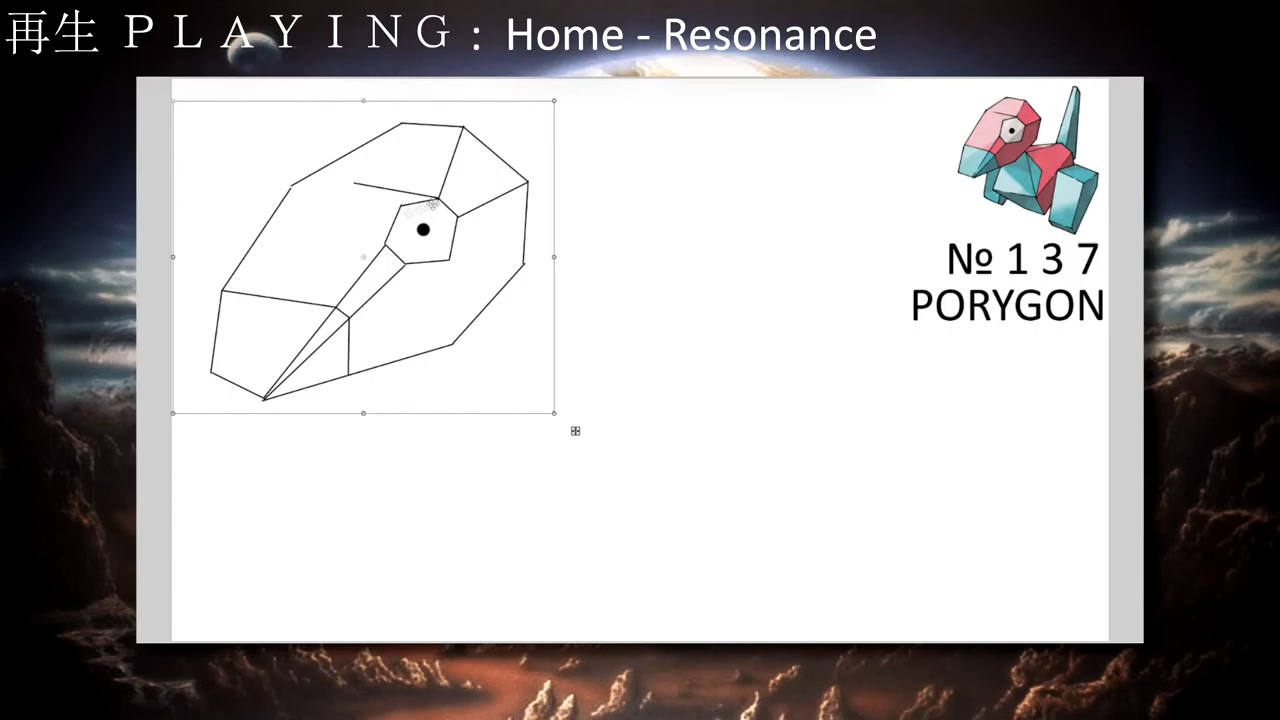 再生 ＰＬＡＹＩＮＧ : Home - Resonance
№ 1 3 7
PORYGON